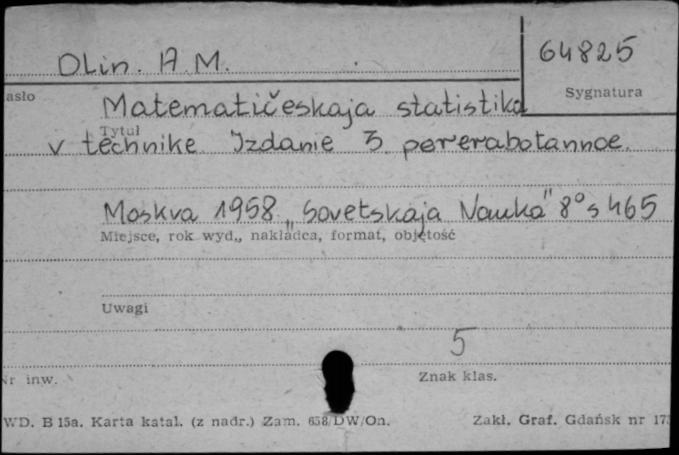 OLin. A.M.
64825
asło
Sygnatura
Matematičeskaja statistika
Tytuł
v technike Izdanie 3 pererabotannoe.
Moskva 1958 „Sovetskaja Nauka" 8° s 465
Miejsce, rok wyd., nakładca, format, objętość
Uwagi
5
Nr inw.
Znak klas.
WD. B 15a. Karta katal. (z nadr.) Zam. 658/DW/On.
Zakł. Graf. Gdańsk nr 173